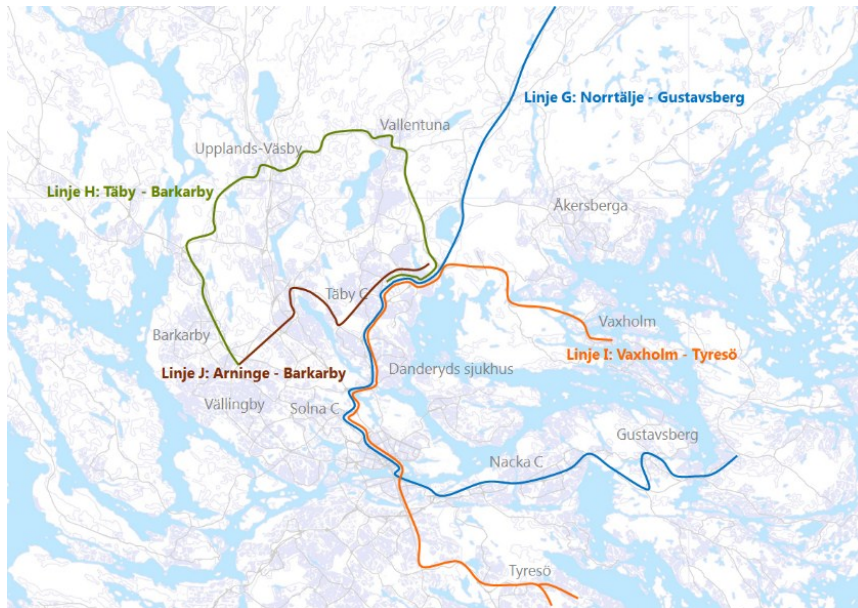 Linje G: Norrtälje - Gustavsberg
Vallentuna
Upplands-Väsby
Linje H: Täby - Barkarby
Åkersberga
Täby C
Vaxholm
Barkarby
Linje I: Vaxholm - Tyresö
Danderyds sjukhus
Linje J: Arninge - Barkarby
Vällingby
Solna C
Gustavsberg
Nacka C
Tyresö